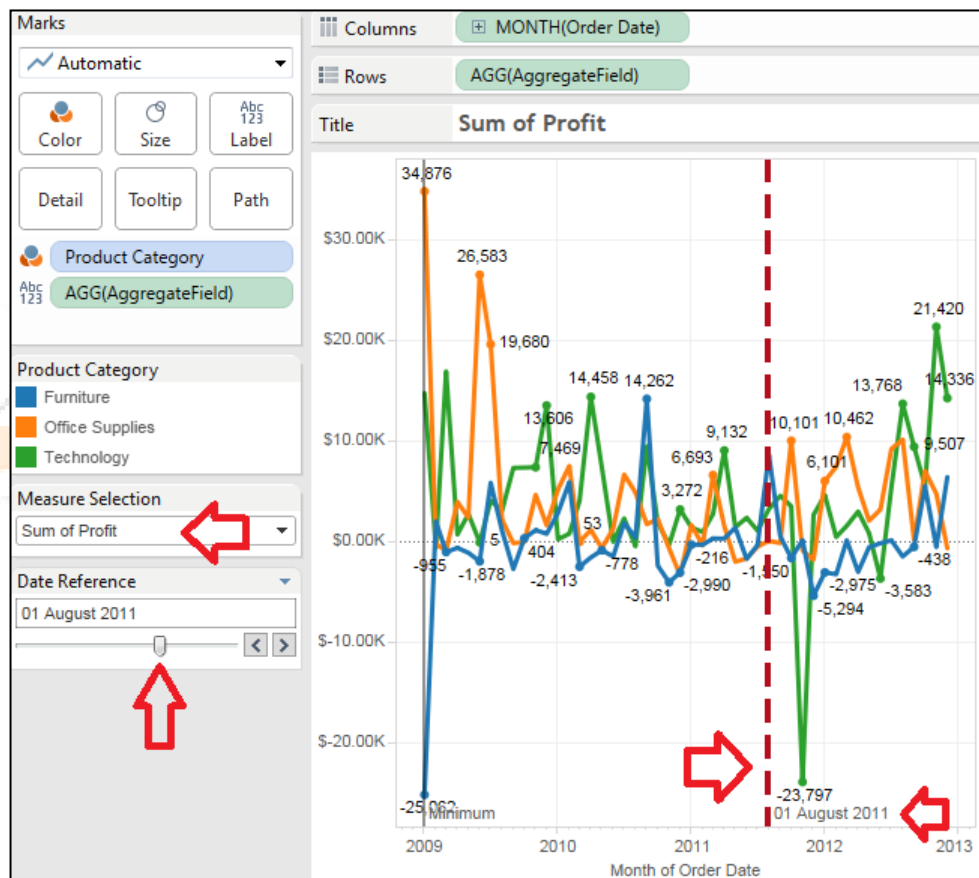 Marks
Automatic
Color
Size
Abc
123
Label
Detail
Tooltip
Path
Product Category
Abc
123
AGG(AggregateField)
Product Category
Furniture
Office Supplies
Technology
Measure Selection
Sum of Profit
Date Reference
01 August 2011
Columns
MONTH(Order Date)
Rows
AGG(AggregateField)
Title
Sum of Profit
34,876
$30.00K
26,583
21,420
$20.00K
19,680
14,458
14,262
13,768
14,336
13,606
$10.00K
10,101
10,462
9,132
9,507
7,469
6,693
6,101
3,272
53
5
$0.00K
404
-955
-1,878
-2,413
-778
-216
-438
-3,961
-2,990
-2,975
-3,583
-5,294
$-10.00K
$-20.00K
-23,797
-25,062
Minimum
01 August 2011
2009
2010
2011
2012
2013
Month of Order Date